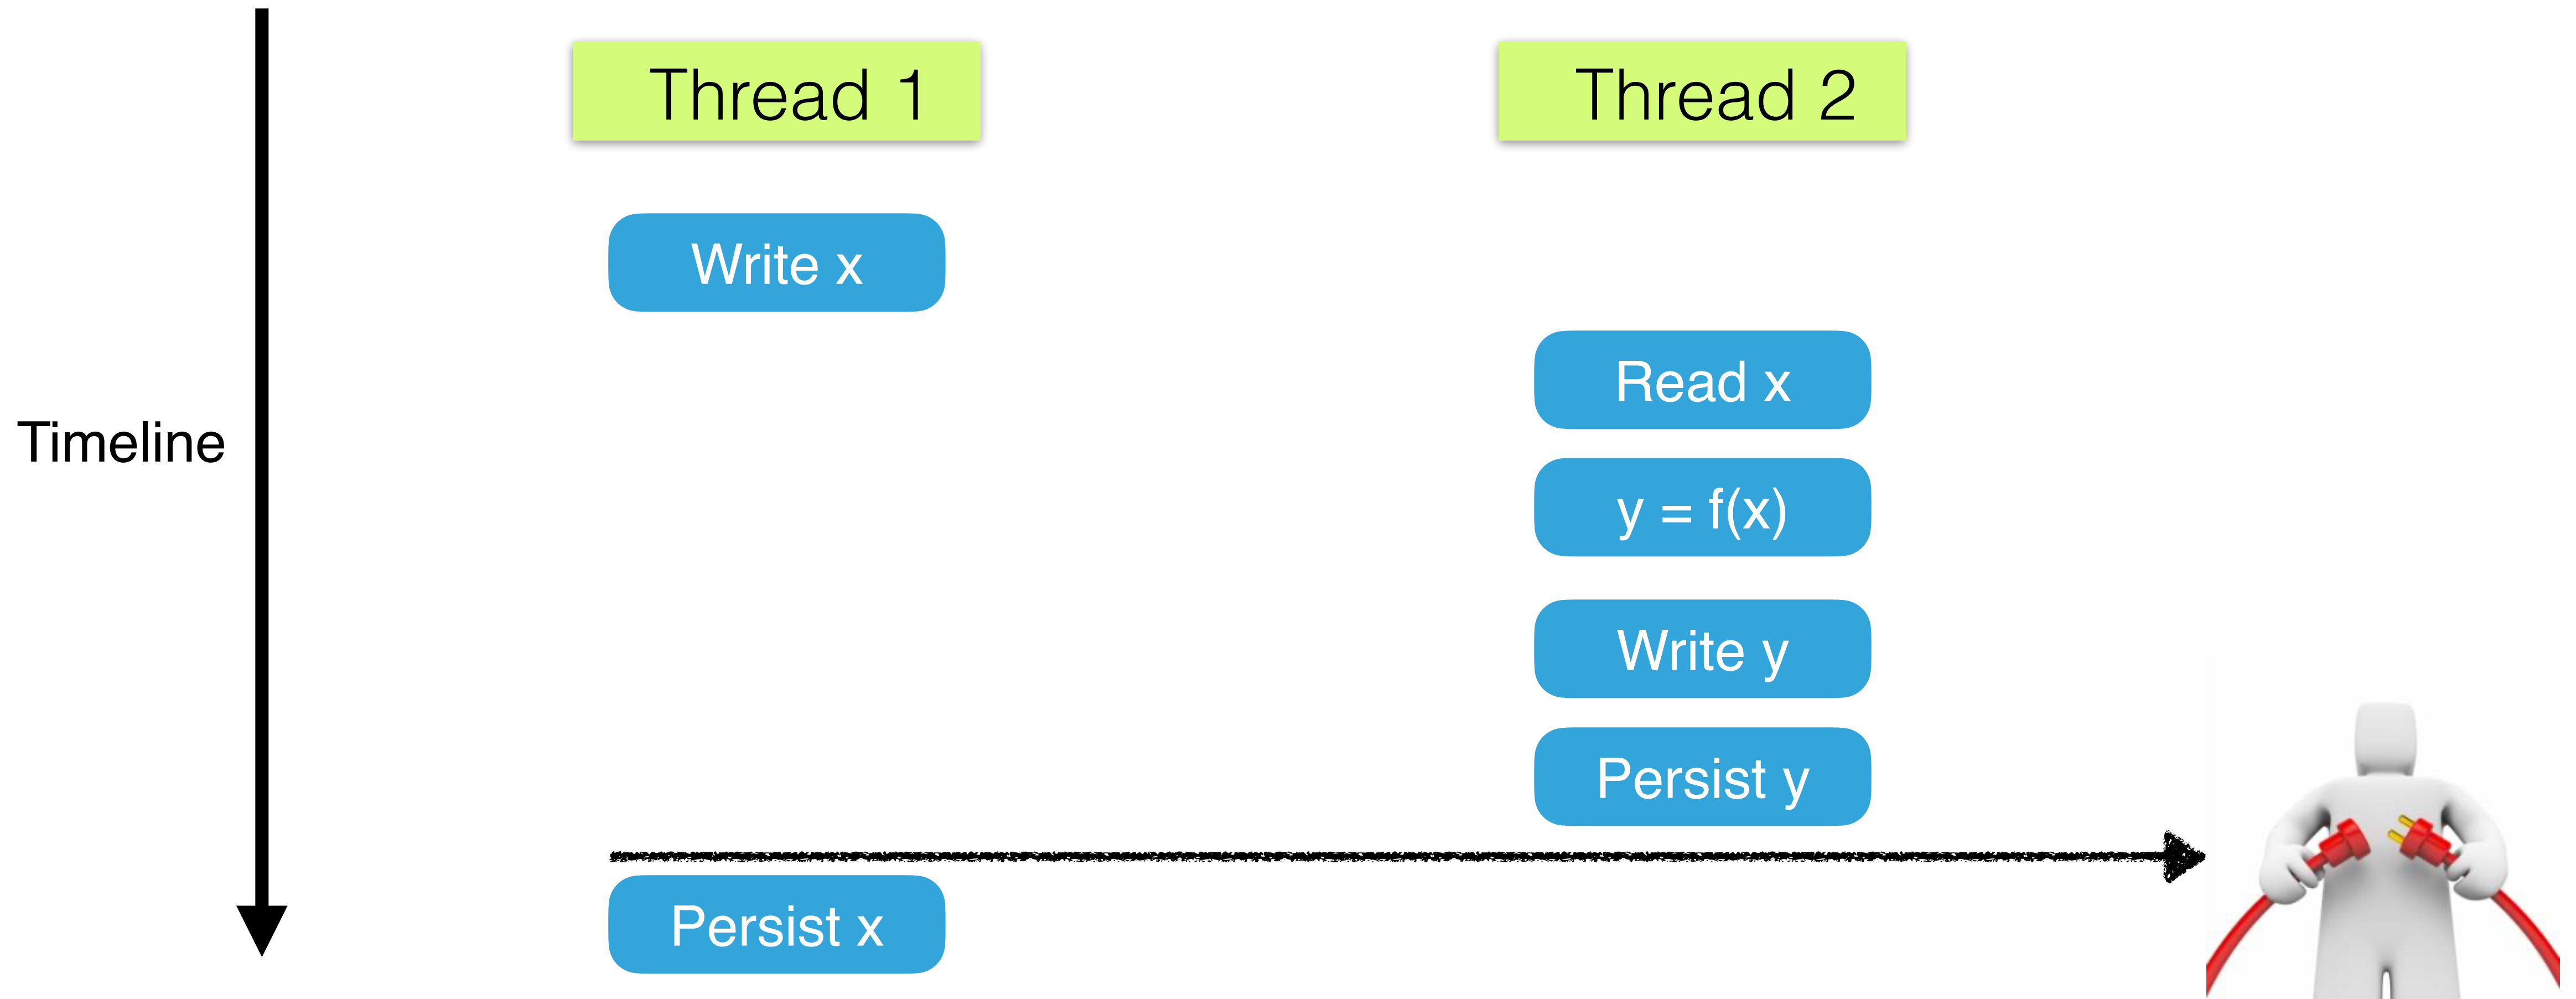 Thread 1
Thread 2
Write x
Read x
Timeline
y = f(x)
Write y
Persist y
Persist x